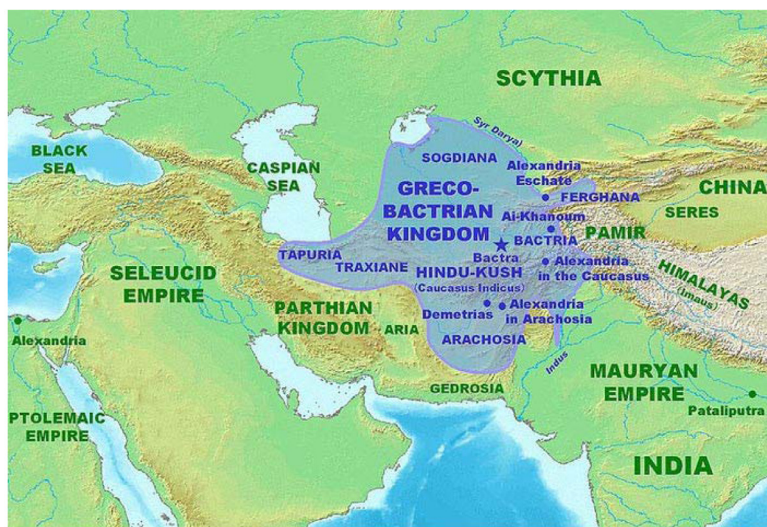 SCYTHIA
Syr Darya)
BLACK
SEA
CASPIAN
SEA
SOGDIANA
Alexandria
Eschate
CHINA
GRECO-
BACTRIAN
KINGDOM
FERGHANA
SERES
Ai-Khanoum
PAMIR
BACTRIA
Bactra
TAPURIA
TRAXIANE
HINDU-KUSH
(Caucasus Indicus)
Alexandria
in the Caucasus
HIMALAYAS
(Imaus)
SELEUCID
EMPIRE
PARTHIAN
KINGDOM
ARIA
Demetrias
Alexandria
in Arachosia
Alexandria
ARACHOSIA
Indus
MAURYAN
EMPIRE
GEDROSIA
Pataliputra
PTOLEMAIC
EMPIRE
INDIA